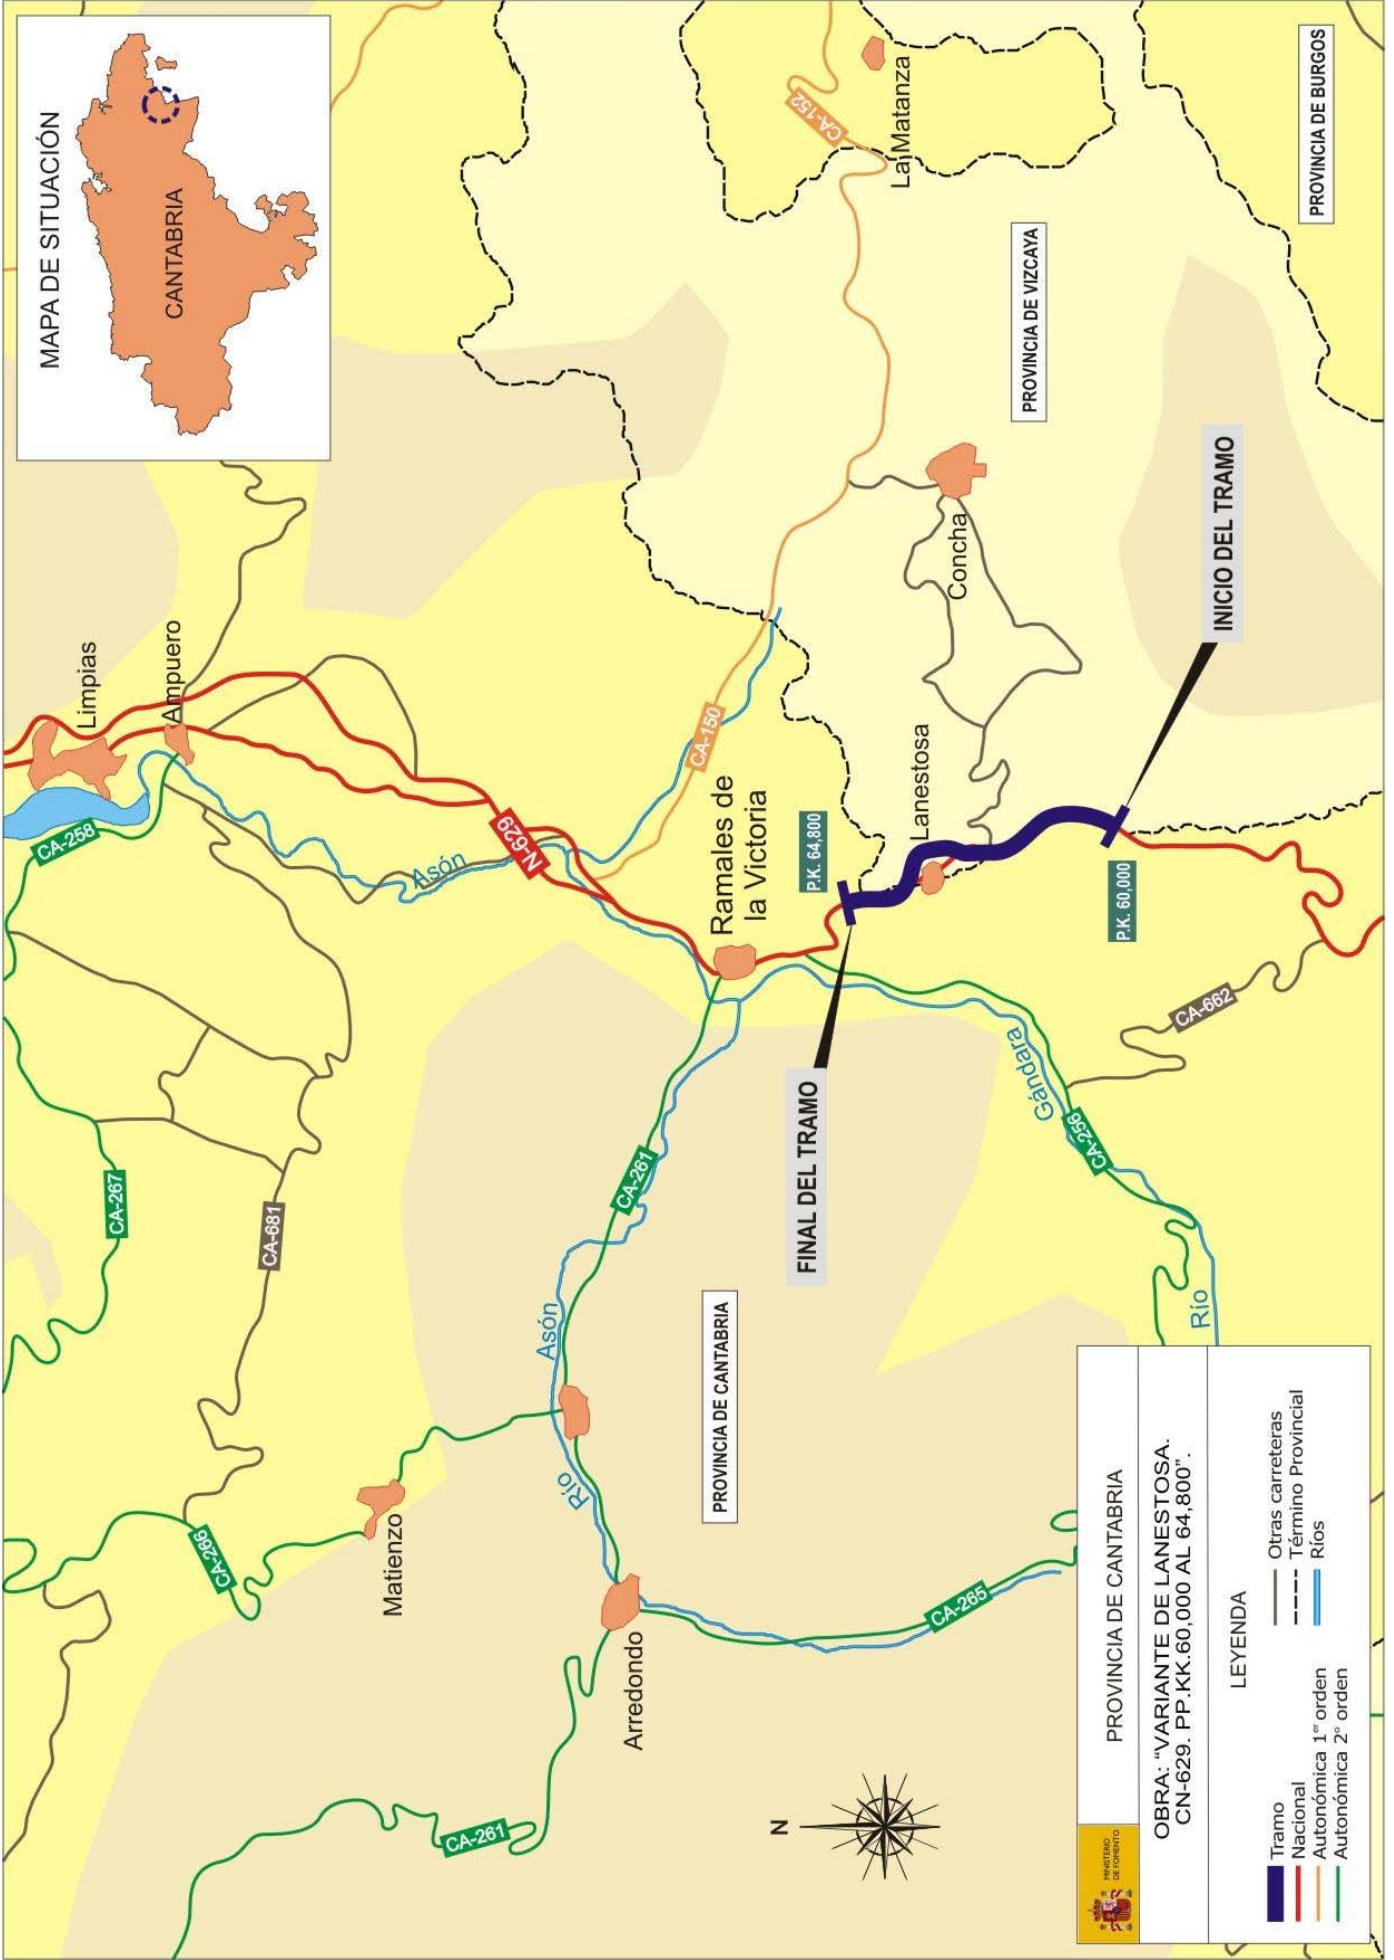 MAPA DE SITUACIÓN
CANTABRIA
Limpias
Ampuero
CA-258
CA-267
CA-681
CA-266
Matienzo
Asón
N-629
CA-150
CA-152
La Matanza
PROVINCIA DE BURGOS
PROVINCIA DE VIZCAYA
Concha
Ramales de
la Victoria
P.K. 64,800
Lanestosa
INICIO DEL TRAMO
P.K. 60,000
FINAL DEL TRAMO
CA-662
Gándara
CA-256
Río
CA-261
Asón
Río
PROVINCIA DE CANTABRIA
Arredondo
CA-265
CA-261
N
MINISTERIO
DE FOMENTO
PROVINCIA DE CANTABRIA
OBRA: “VARIANTE DE LANESTOSA.
CN-629. PP.KK.60,000 AL 64,800”.
LEYENDA
Tramo
Nacional
Autonómica 1er orden
Autonómica 2º orden
Otras carreteras
Término Provincial
Ríos